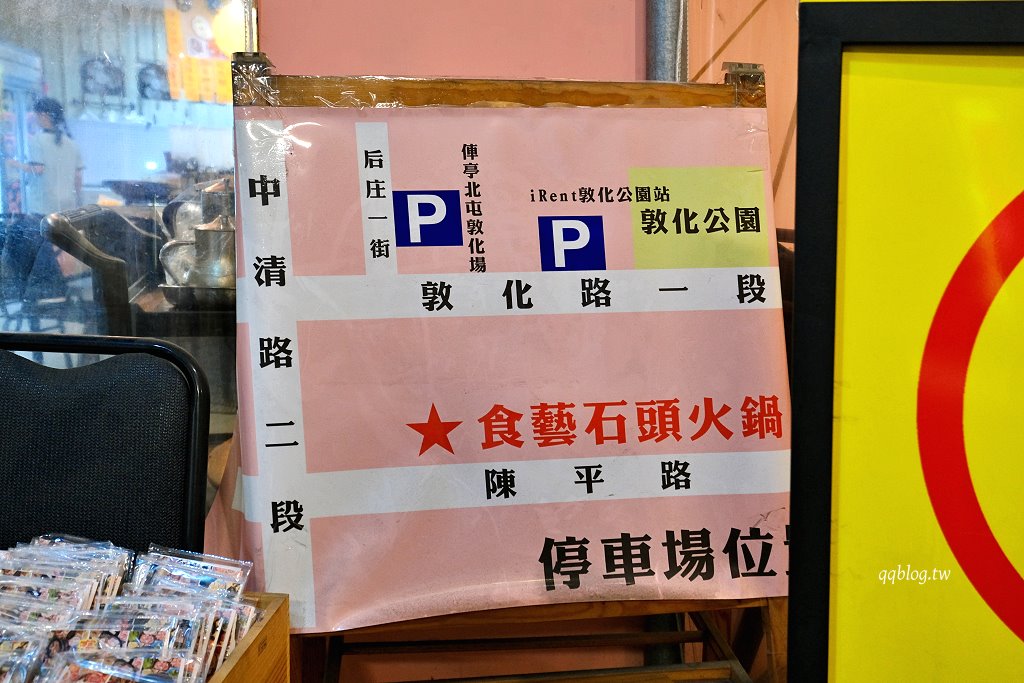 中清路二段
后庄一街
俥亭北屯敦化場
P
iRent敦化公園站
P
敦化公園
敦化路一段
★食藝石頭火鍋
陳平路
停車場位
qqblog.tw